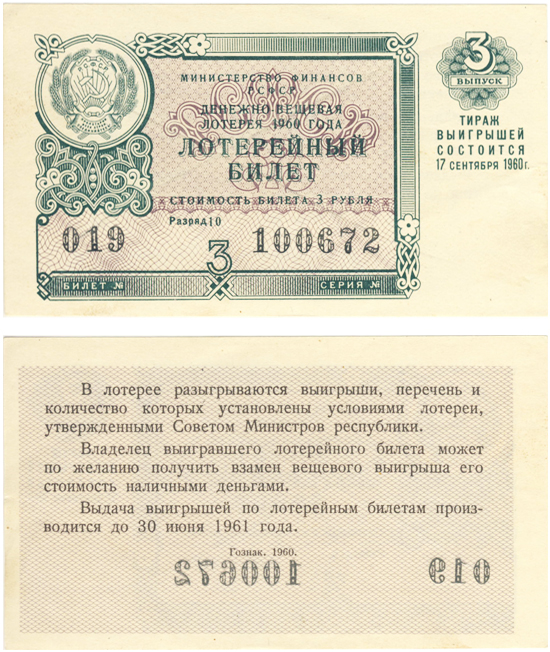 МИНИСТЕРСТВО ФИНАНСОВ
РСФСР
ДЕНЕЖНО-ВЕЩЕВАЯ
ЛОТЕРЕЯ 1960 ГОДА
ЛОТЕРЕЙНЫЙ
БИЛЕТ
СТОИМОСТЬ БИЛЕТА 3 РУБЛЯ
Разряд 10
019 3 100672
БИЛЕТ № СЕРИЯ №
3
ВЫПУСК
ТИРАЖ
ВЫИГРЫШЕЙ
СОСТОИТСЯ
17 СЕНТЯБРЯ 1960г.
В лотерее разыгрываются выигрыши, перечень и
количество которых установлены условиями лотереи,
утвержденными Советом Министров республики.
Владелец выигравшего лотерейного билета может
по желанию получить взамен вещевого выигрыша его
стоимость наличными деньгами.
Выдача выигрышей по лотерейным билетам произ-
водится до 30 июня 1961 года.
Гознак. 1960.
100672 019